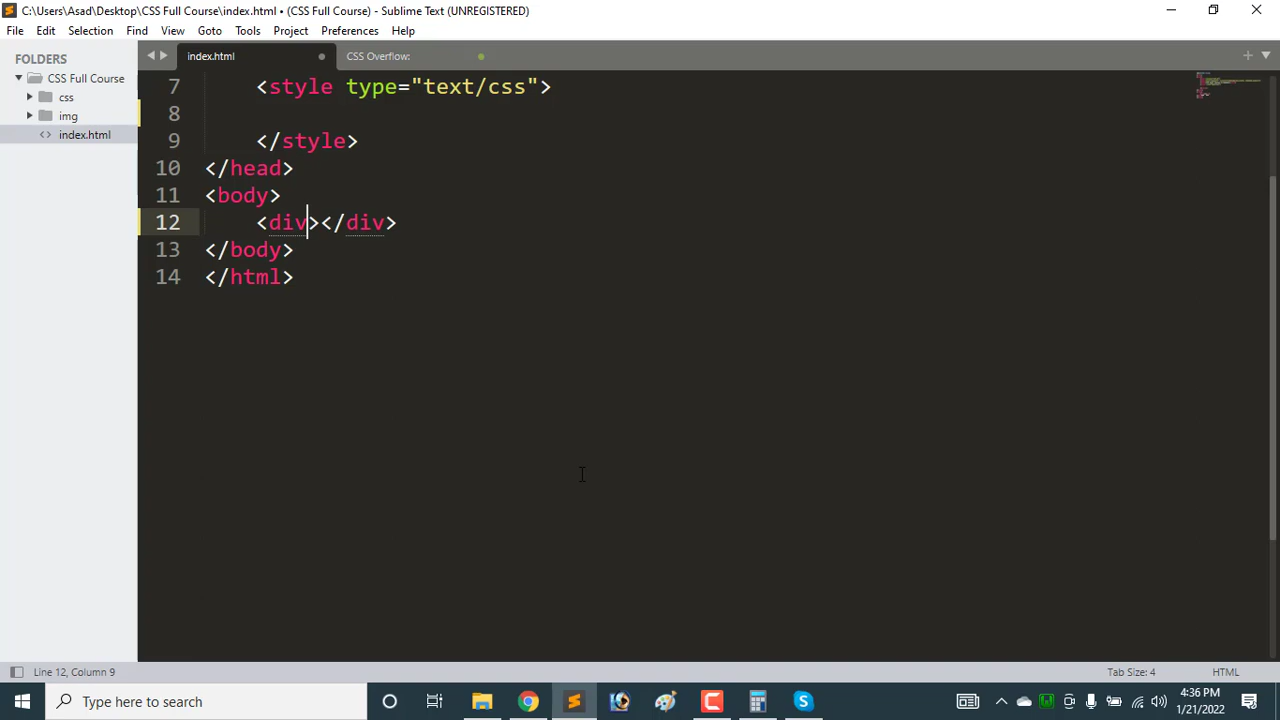 C:\Users\Asad\Desktop\CSS Full Course\index.html • (CSS Full Course) - Sublime Text (UNREGISTERED)
File Edit Selection Find View Goto Tools Project Preferences Help
FOLDERS
CSS Full Course
css
img
index.html
index.html CSS Overflow:
7 <style type="text/css">
8
9 </style>
10 </head>
11 <body>
12 <div></div>
13 </body>
14 </html>
Line 12, Column 9 Tab Size: 4 HTML
Type here to search
4:36 PM
1/21/2022